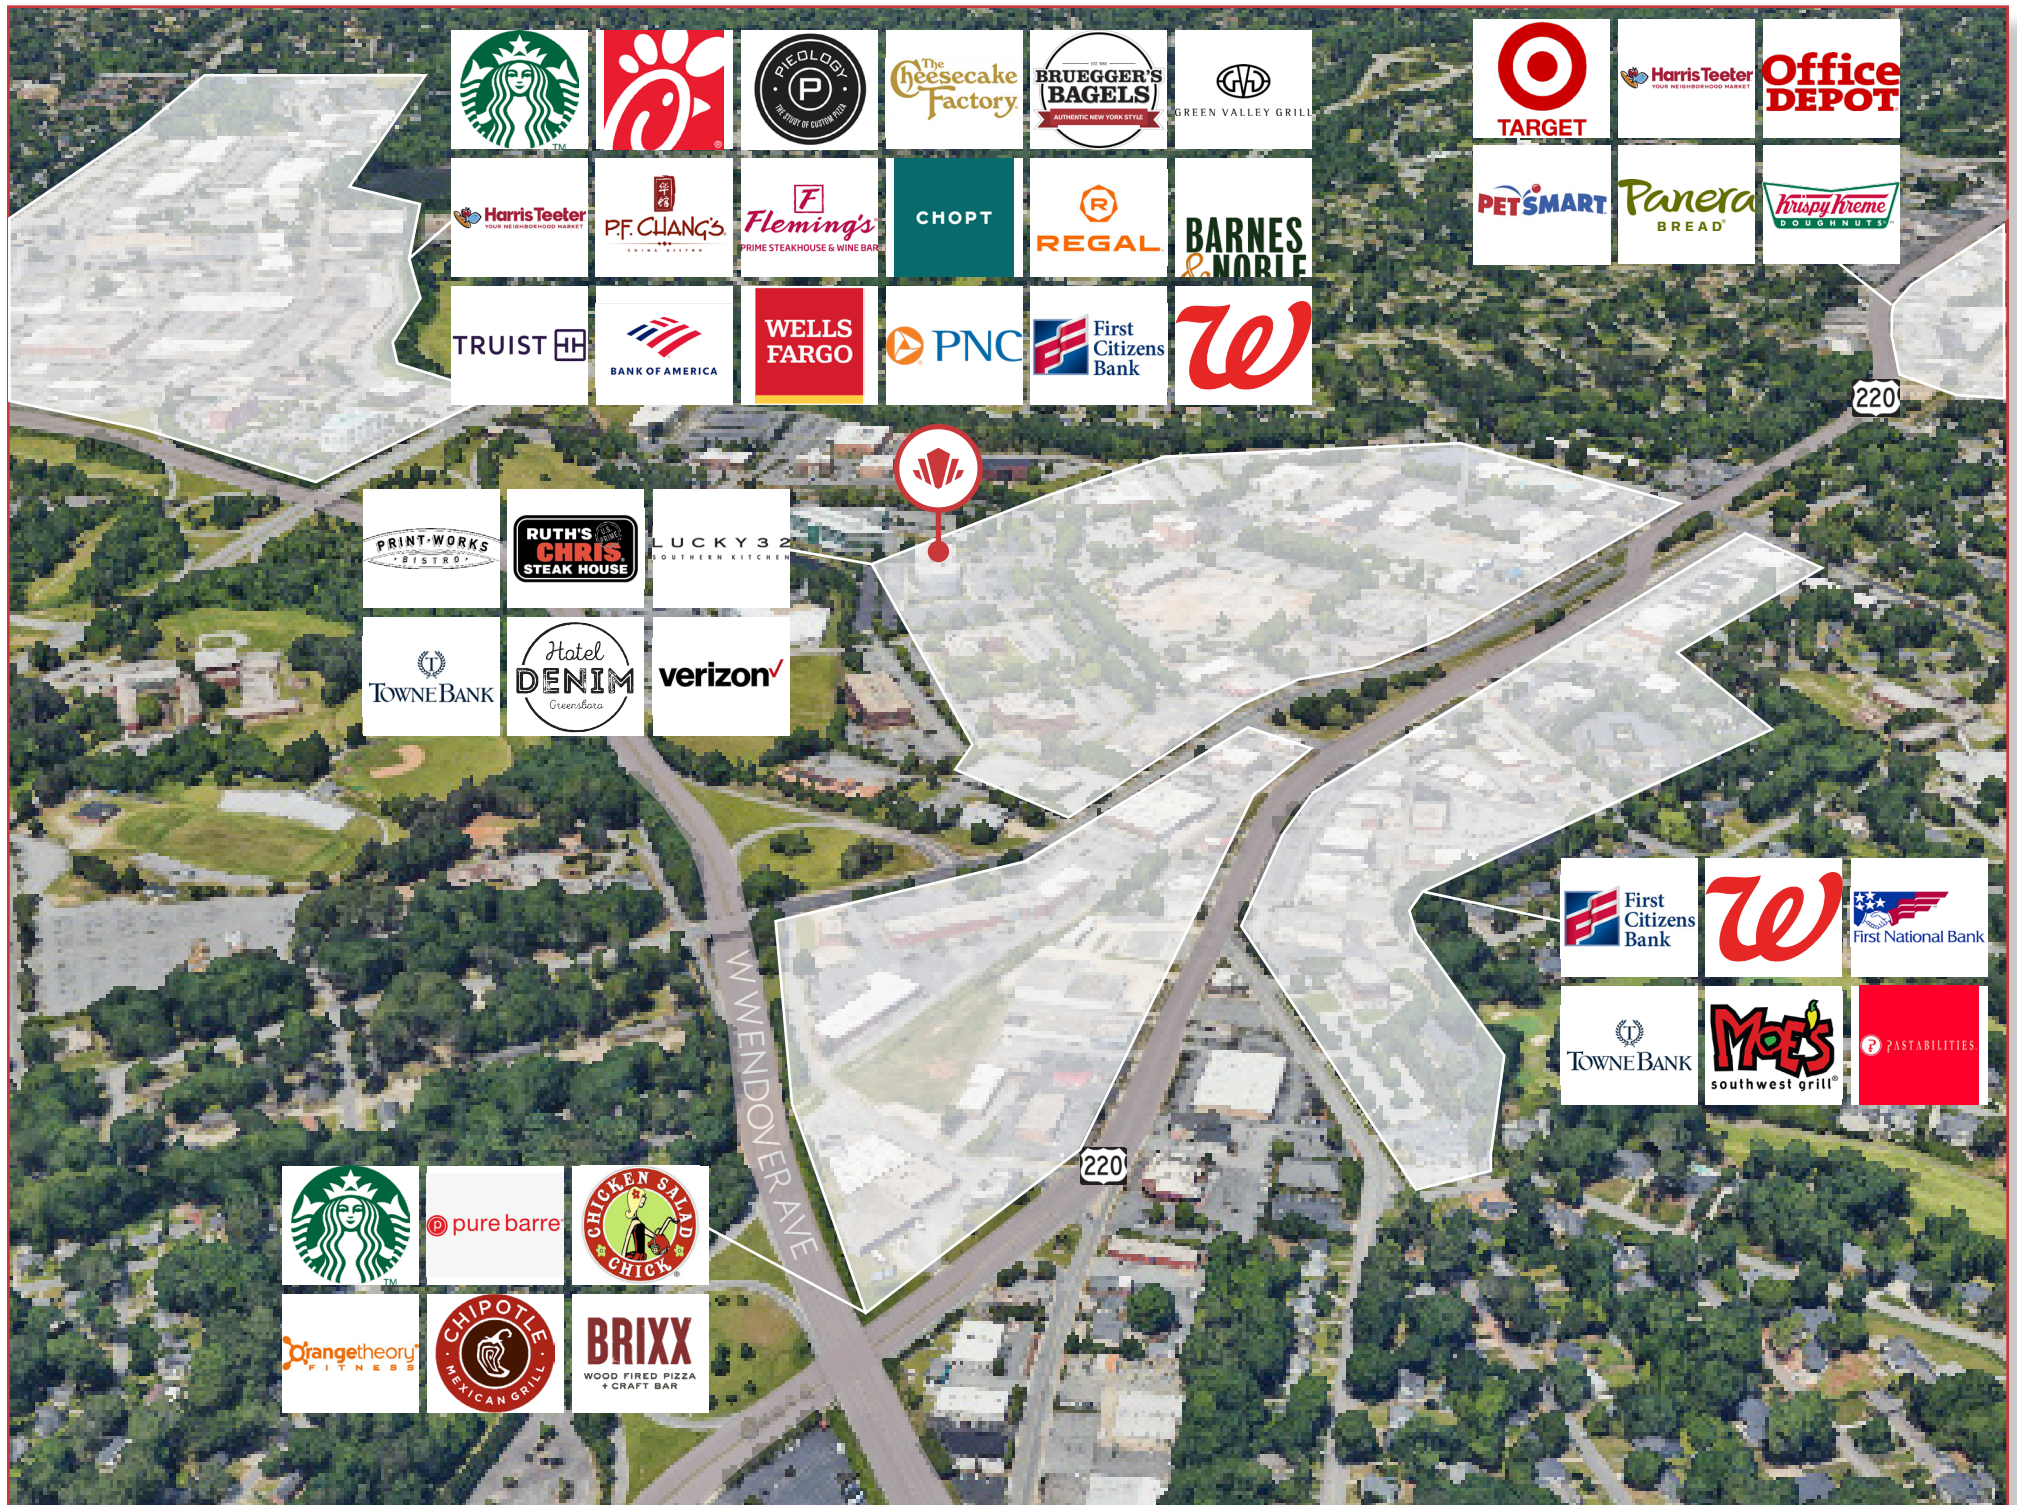 TM
®
PIEOLOGY
P
THE STUDY OF CUSTOM PIZZA
The
Cheesecake
Factory
BRUEGGER'S
BAGELS
AUTHENTIC NEW YORK STYLE
GREEN VALLEY GRILL
TARGET
Harris Teeter
YOUR NEIGHBORHOOD MARKET
Office
DEPOT
Harris Teeter
YOUR NEIGHBORHOOD MARKET
P.F. CHANG'S
CHINA BISTRO
F
Fleming's
PRIME STEAKHOUSE & WINE BAR
CHOPT
R
REGAL
BARNES
& NOBLE
PETSMART
Panera
BREAD®
Krispy Kreme
DOUGHNUTS
TRUIST
BANK OF AMERICA
WELLS
FARGO
PNC
First
Citizens
Bank
W
220
PRINT·WORKS
·BISTRO·
RUTH'S
U.S. PRIME
CHRIS
STEAK HOUSE
LUCKY 32
SOUTHERN KITCHEN
T
TOWNEBANK
Hotel
DENIM
Greensboro
verizon
First
Citizens
Bank
W
First National Bank
T
TOWNEBANK
MOE'S
southwest grill®
PASTABILITIES
W WENDOVER AVE
220
TM
p pure barre
CHICKEN SALAD
CHICK
®
Orangetheory®
FITNESS
CHIPOTLE
MEXICAN GRILL
BRIXX
WOOD FIRED PIZZA
+ CRAFT BAR